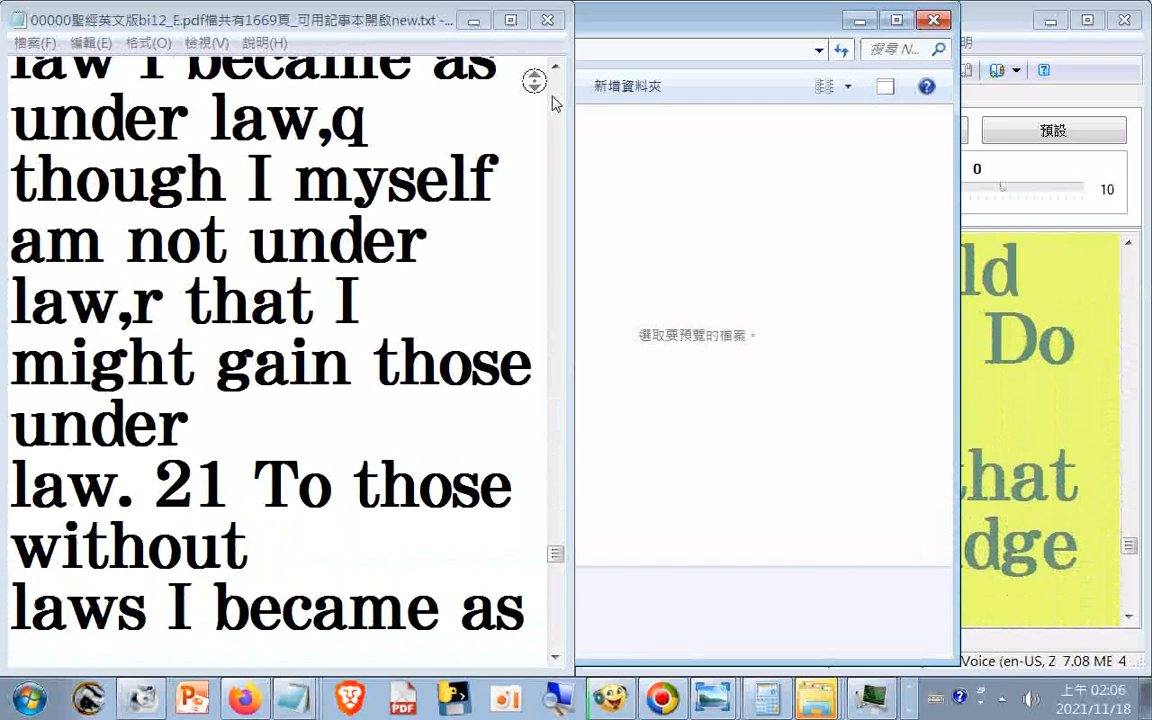 00000聖經英文版bi12_E.pdf檔共有1669頁_可用記事本開啟new.txt -...
檔案(F) 編輯(E) 格式(O) 檢視(V) 說明(H)
law I became as
under law,q
though I myself
am not under
law,r that I
might gain those
under
law. 21 To those
without
laws I became as
搜尋 N...
新增資料夾
選取要預覽的檔案。
明
預設
0
10
ld
Do
that
dge
Voice (en-US, Z 7.08 ME 4
上午 02:06
2021/11/18